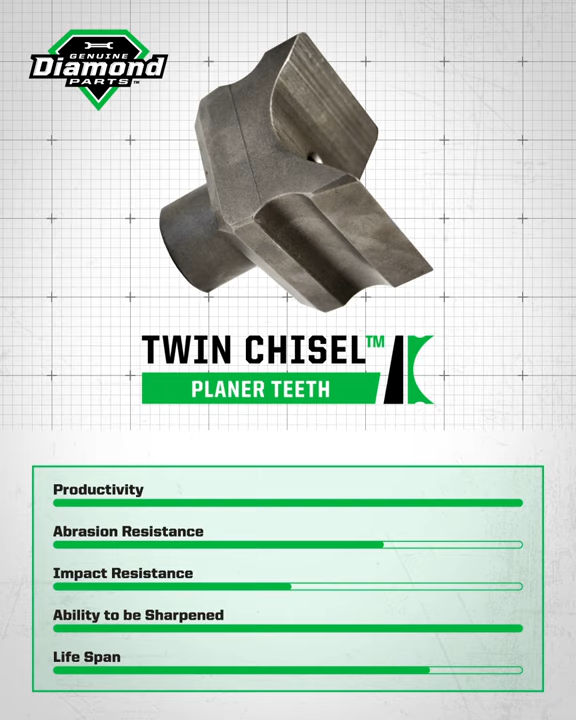 GENUINE
Diamond
PARTS™
TWIN CHISEL™
PLANER TEETH
Productivity
Abrasion Resistance
Impact Resistance
Ability to be Sharpened
Life Span